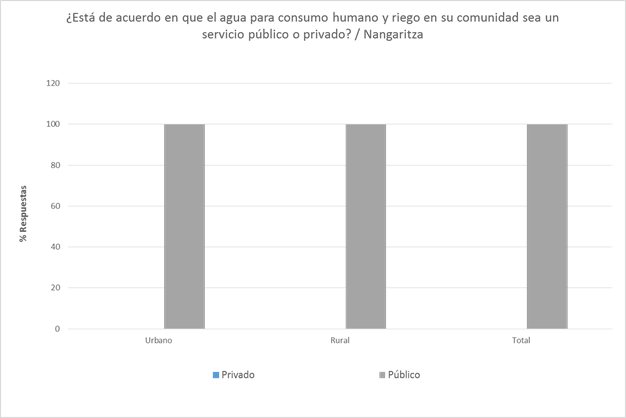 ¿Está de acuerdo en que el agua para consumo humano y riego en su comunidad sea un
servicio público o privado? / Nangaritza
120
100
80
60
40
20
0
% Respuestas
Urbano Rural Total
Privado Público